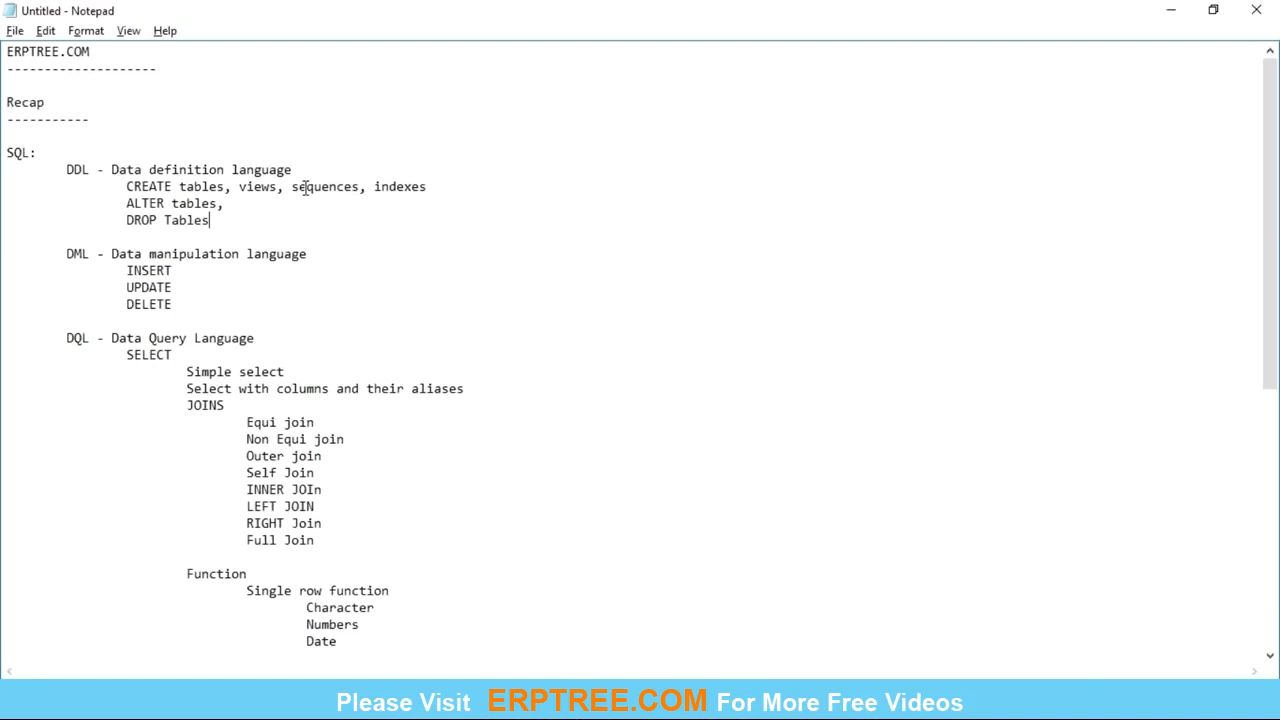 Untitled - Notepad
File Edit Format View Help
ERPTREE.COM
--------------------
Recap
-----------
SQL:
DDL - Data definition language
CREATE tables, views, sequences, indexes
ALTER tables,
DROP Tables
DML - Data manipulation language
INSERT
UPDATE
DELETE
DQL - Data Query Language
SELECT
Simple select
Select with columns and their aliases
JOINS
Equi join
Non Equi join
Outer join
Self Join
INNER JOIn
LEFT JOIN
RIGHT Join
Full Join
Function
Single row function
Character
Numbers
Date
Please Visit ERPTREE.COM For More Free Videos